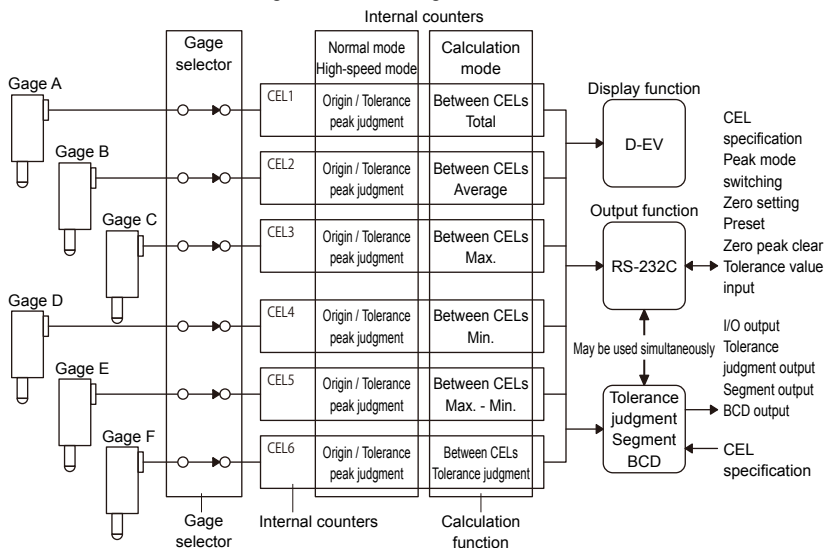 Internal counters
Gage
selector
Normal mode
High-speed mode
Calculation
mode
Gage A
CEL1
Origin / Tolerance
peak judgment
Between CELs
Total
Gage B
CEL2
Origin / Tolerance
peak judgment
Between CELs
Average
Gage C
CEL3
Origin / Tolerance
peak judgment
Between CELs
Max.
Gage D
CEL4
Origin / Tolerance
peak judgment
Between CELs
Min.
Gage E
CEL5
Origin / Tolerance
peak judgment
Between CELs
Max. - Min.
Gage F
CEL6
Origin / Tolerance
peak judgment
Between CELs
Tolerance judgment
Gage
selector
Internal counters
Calculation
function
Display function
D-EV
Output function
RS-232C
CEL
specification
Peak mode
switching
Zero setting
Preset
Zero peak clear
Tolerance value
input
May be used simultaneously
Tolerance
judgment
Segment
BCD
I/O output
Tolerance
judgment output
Segment output
BCD output
CEL
specification